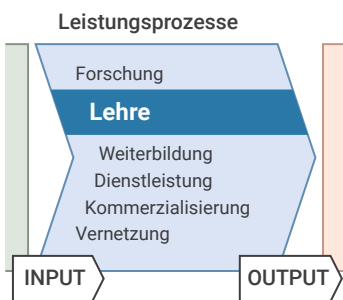 Leistungsprozesse
Forschung
Lehre
Weiterbildung
Dienstleistung
Kommerzialisierung
Vernetzung
INPUT
OUTPUT